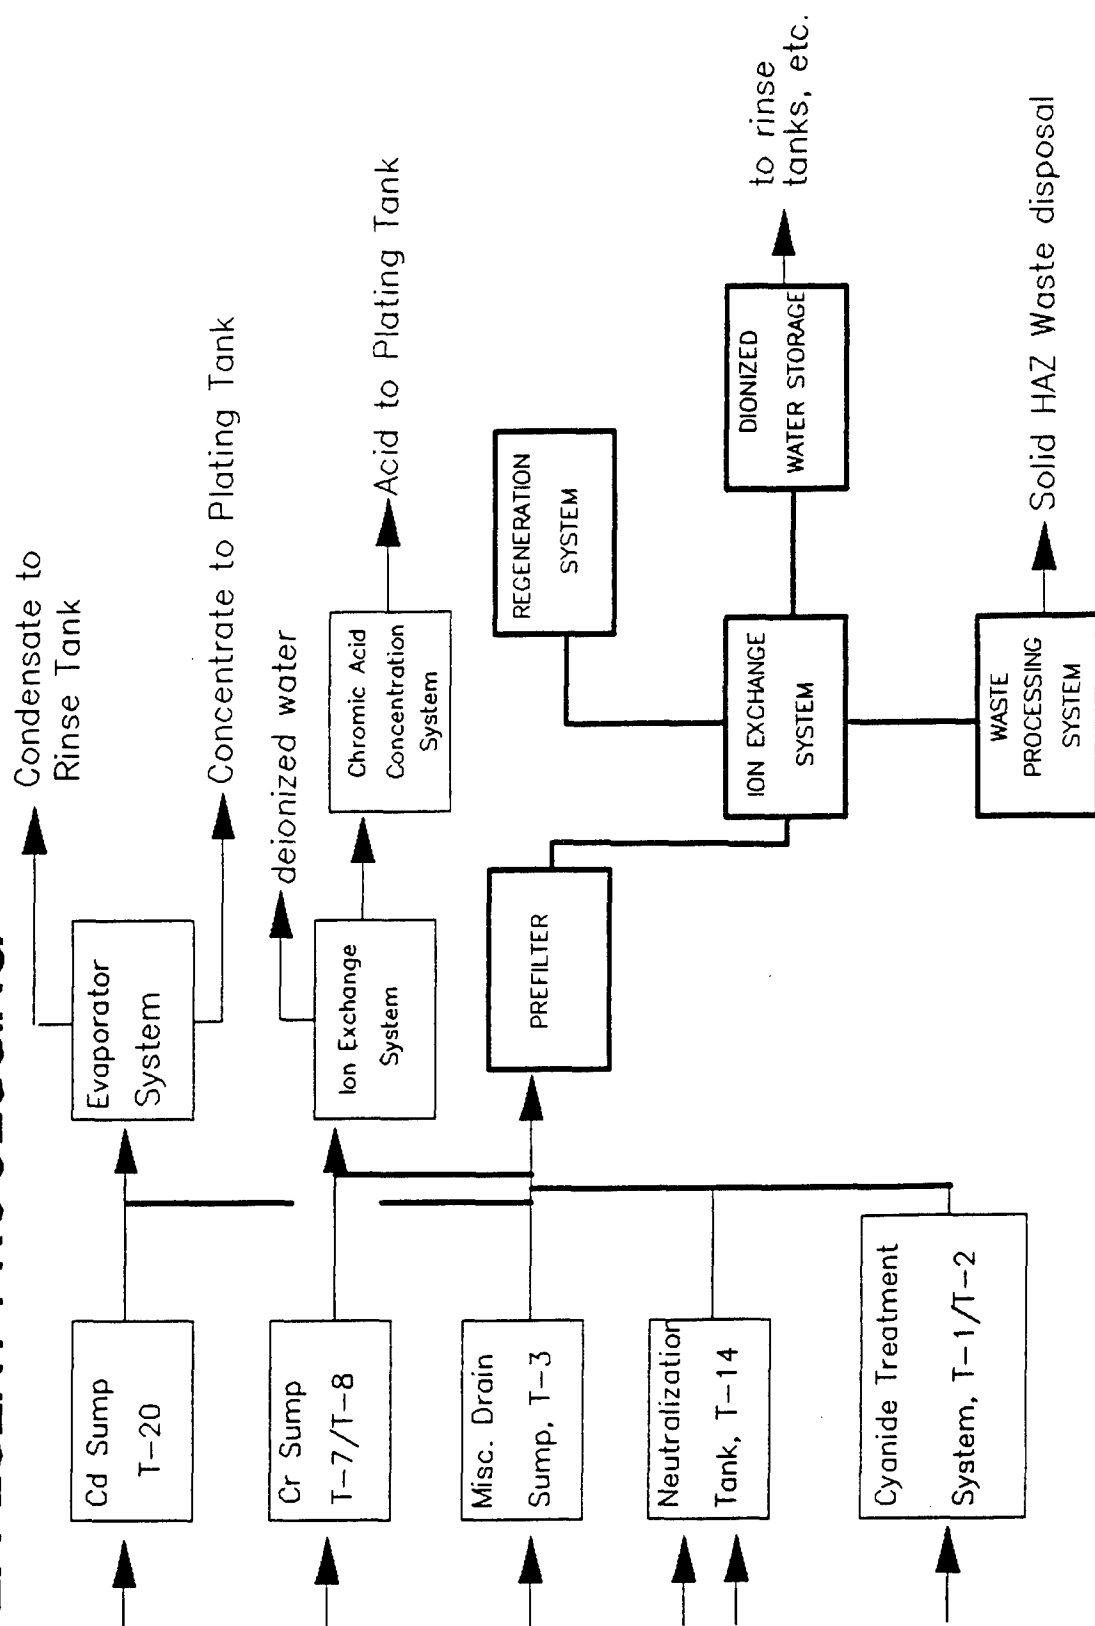 Cd Sump
T-20
Cr Sump
T-7/T-8
Misc. Drain
Sump, T-3
Neutralization
Tank, T-14
Cyanide Treatment
System, T-1/T-2
Evaporator
System
Condensate to
Rinse Tank
Concentrate to Plating Tank
Ion Exchange
System
deionized water
Chromic Acid
Concentration
System
Acid to Plating Tank
PREFILTER
REGENERATION
SYSTEM
ION EXCHANGE
SYSTEM
DIONIZED
WATER STORAGE
to rinse
tanks, etc.
WASTE
PROCESSING
SYSTEM
Solid HAZ Waste disposal